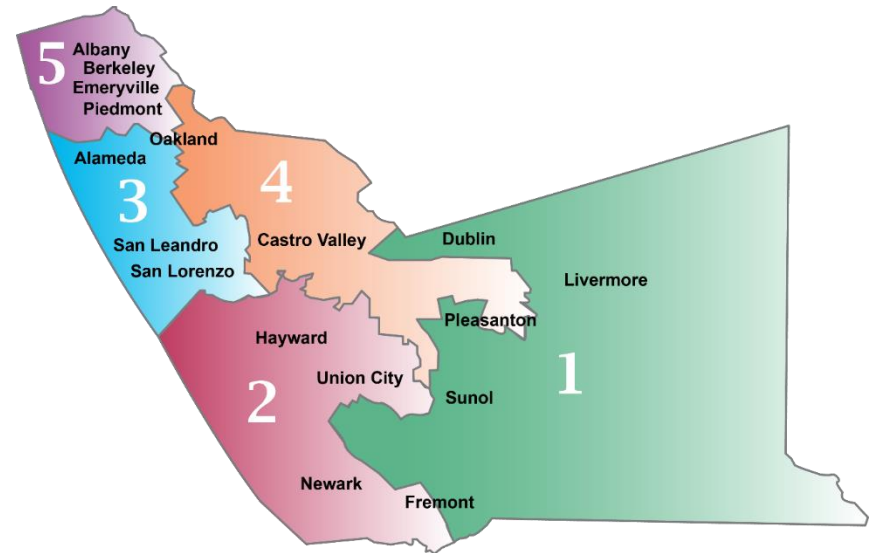 5
Albany
Berkeley
Emeryville
Piedmont
Oakland
Alameda
3
4
San Leandro
San Lorenzo
Castro Valley
Dublin
Livermore
Pleasanton
Hayward
Union City
2
Sunol
1
Newark
Fremont